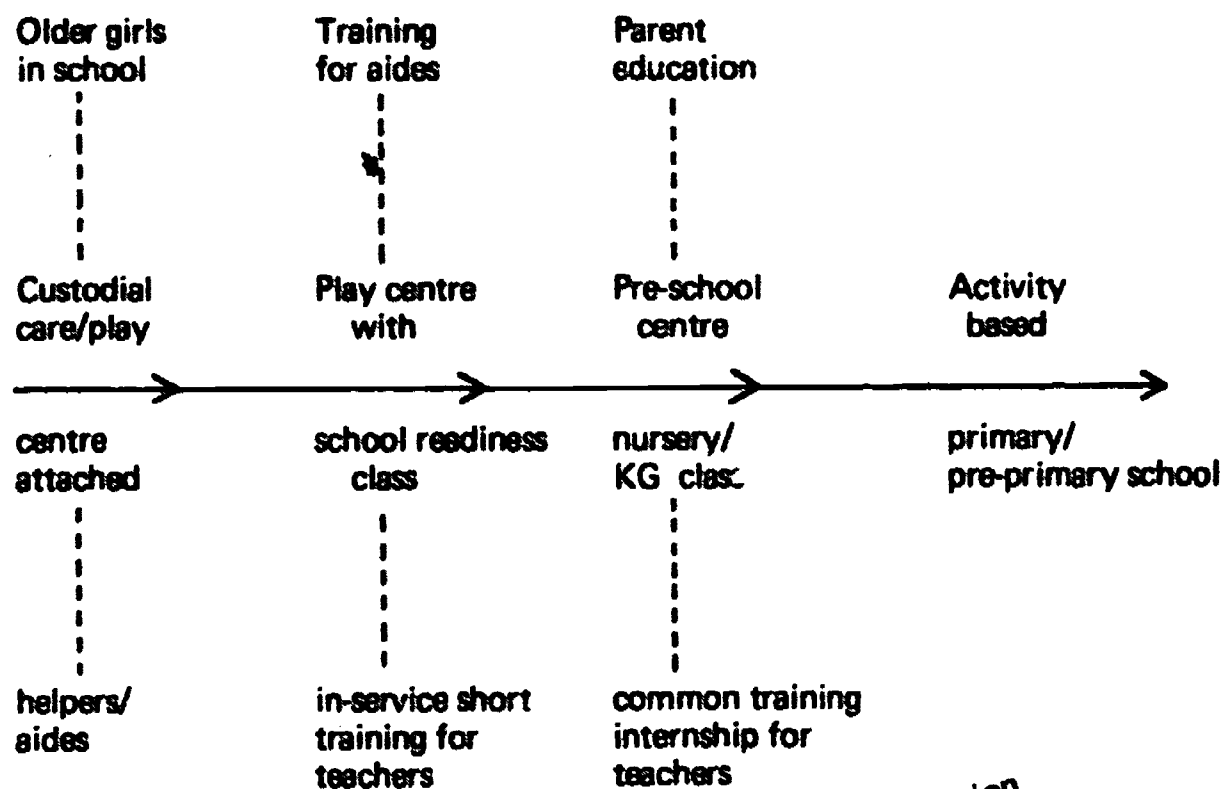 Older girls
in school
Training
for aides
Parent
education
Custodial
care/play
Play centre
with
Pre-school
centre
Activity
based
centre
attached
school readiness
class
nursery/
KG class
primary/
pre-primary school
helpers/
aides
in-service short
training for
teachers
common training
internship for
teachers